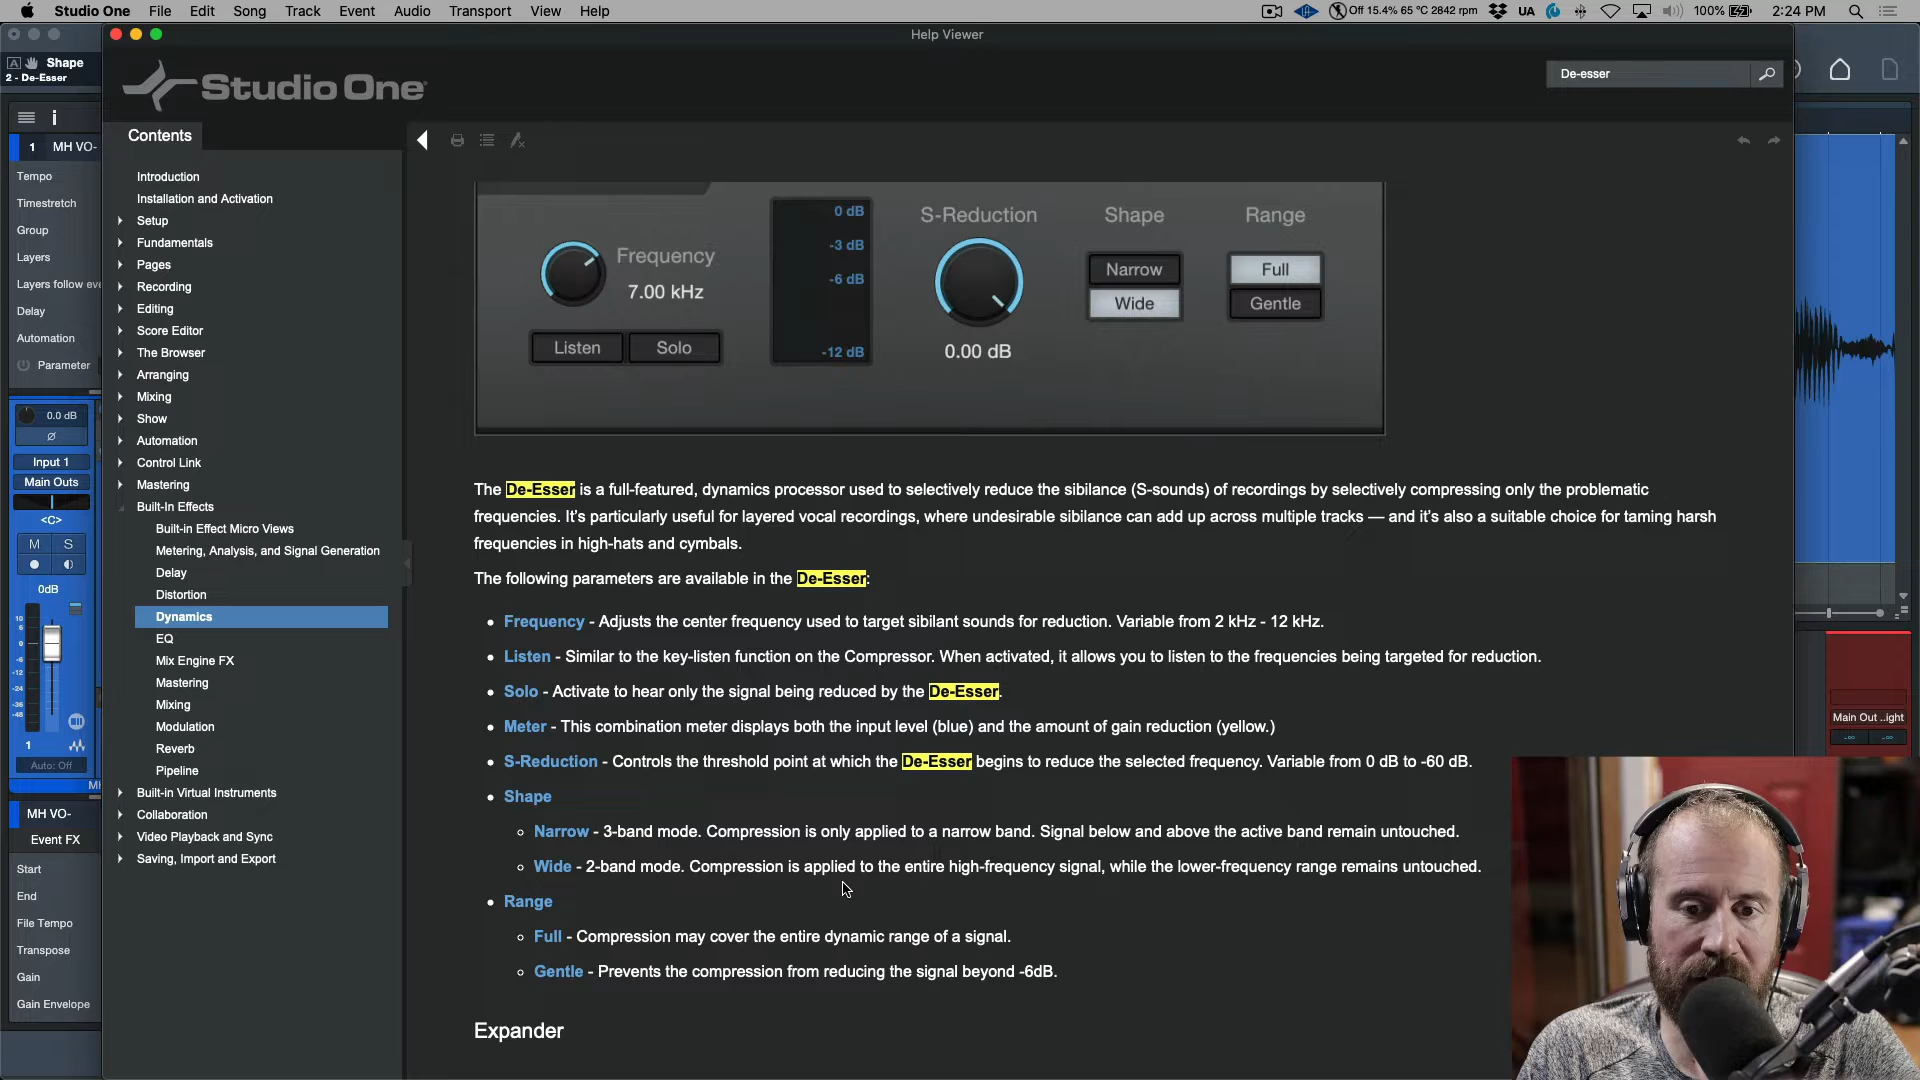 Studio One File Edit Song Track Event Audio Transport View Help
Off 15.4% 65 °C 2842 rpm UA 100% 2:24 PM
Help Viewer
A Shape
2 - De-Esser
Studio One
De-esser
i
Contents
1 MH VO-
Tempo
Timestretch
Group
Layers
Layers follow eve
Delay
Automation
Parameter
0.0 dB
Ø
Input 1
Main Outs
<C>
M S
0dB
10
6
0
-6
-12
-24
-36
-48
1
Auto: Off
MH
MH VO-
Event FX
Start
End
File Tempo
Transpose
Gain
Gain Envelope
Introduction
Installation and Activation
Setup
Fundamentals
Pages
Recording
Editing
Score Editor
The Browser
Arranging
Mixing
Show
Automation
Control Link
Mastering
Built-In Effects
Built-in Effect Micro Views
Metering, Analysis, and Signal Generation
Delay
Distortion
Dynamics
EQ
Mix Engine FX
Mastering
Mixing
Modulation
Reverb
Pipeline
Built-in Virtual Instruments
Collaboration
Video Playback and Sync
Saving, Import and Export
Frequency
7.00 kHz
Listen Solo
0 dB
-3 dB
-6 dB
-12 dB
S-Reduction
0.00 dB
Shape
Narrow
Wide
Range
Full
Gentle
The De-Esser is a full-featured, dynamics processor used to selectively reduce the sibilance (S-sounds) of recordings by selectively compressing only the problematic
frequencies. It's particularly useful for layered vocal recordings, where undesirable sibilance can add up across multiple tracks — and it's also a suitable choice for taming harsh
frequencies in high-hats and cymbals.
The following parameters are available in the De-Esser:
• Frequency - Adjusts the center frequency used to target sibilant sounds for reduction. Variable from 2 kHz - 12 kHz.
• Listen - Similar to the key-listen function on the Compressor. When activated, it allows you to listen to the frequencies being targeted for reduction.
• Solo - Activate to hear only the signal being reduced by the De-Esser.
• Meter - This combination meter displays both the input level (blue) and the amount of gain reduction (yellow.)
• S-Reduction - Controls the threshold point at which the De-Esser begins to reduce the selected frequency. Variable from 0 dB to -60 dB.
• Shape
○ Narrow - 3-band mode. Compression is only applied to a narrow band. Signal below and above the active band remain untouched.
○ Wide - 2-band mode. Compression is applied to the entire high-frequency signal, while the lower-frequency range remains untouched.
• Range
○ Full - Compression may cover the entire dynamic range of a signal.
○ Gentle - Prevents the compression from reducing the signal beyond -6dB.
Expander
Main Out ..ight
-∞ -∞